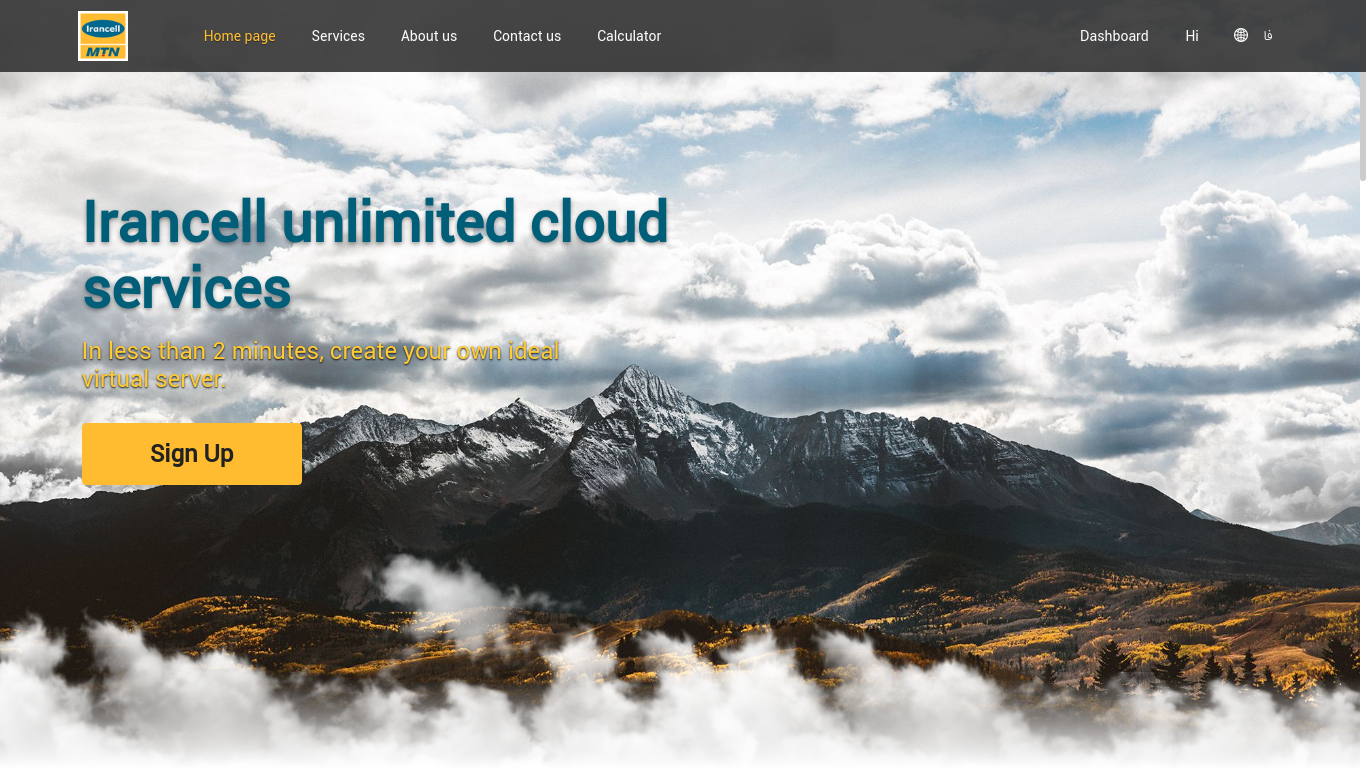 Irancell
MTN
Home page
Services
About us
Contact us
Calculator
Dashboard
Hi
فا
Irancell unlimited cloud
services
In less than 2 minutes, create your own ideal
virtual server.
Sign Up